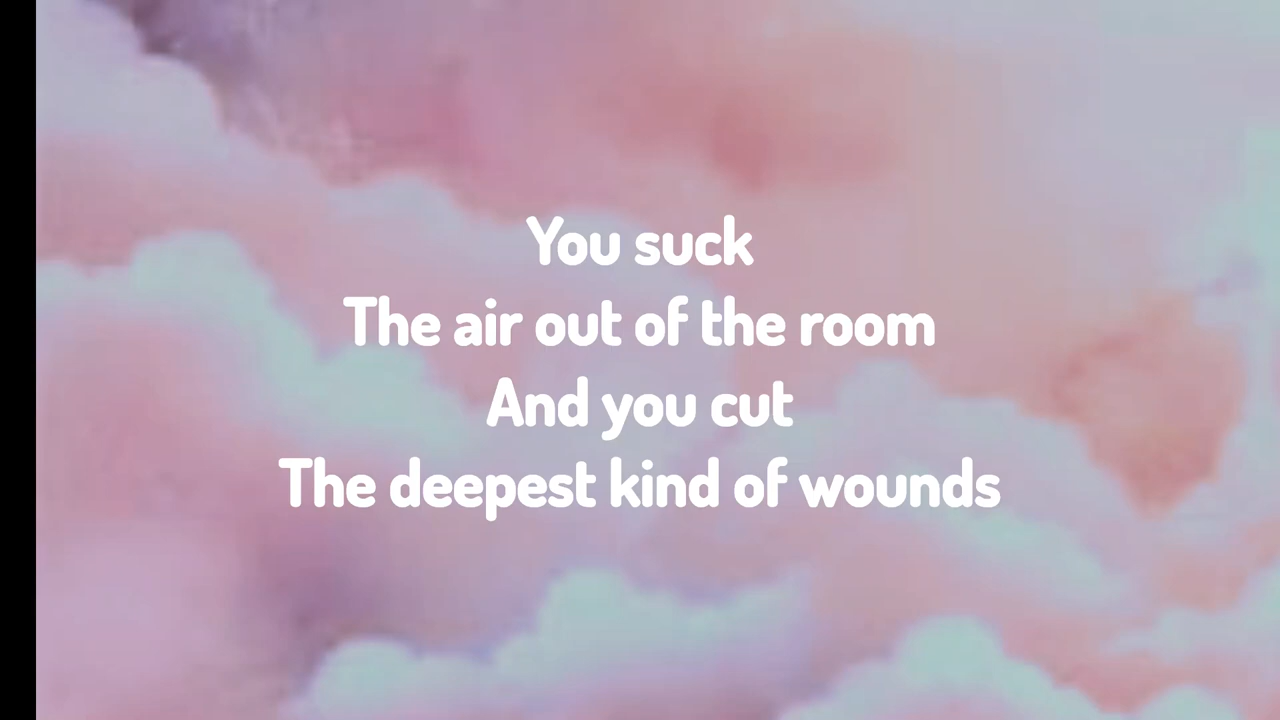 You suck
The air out of the room
And you cut
The deepest kind of wounds